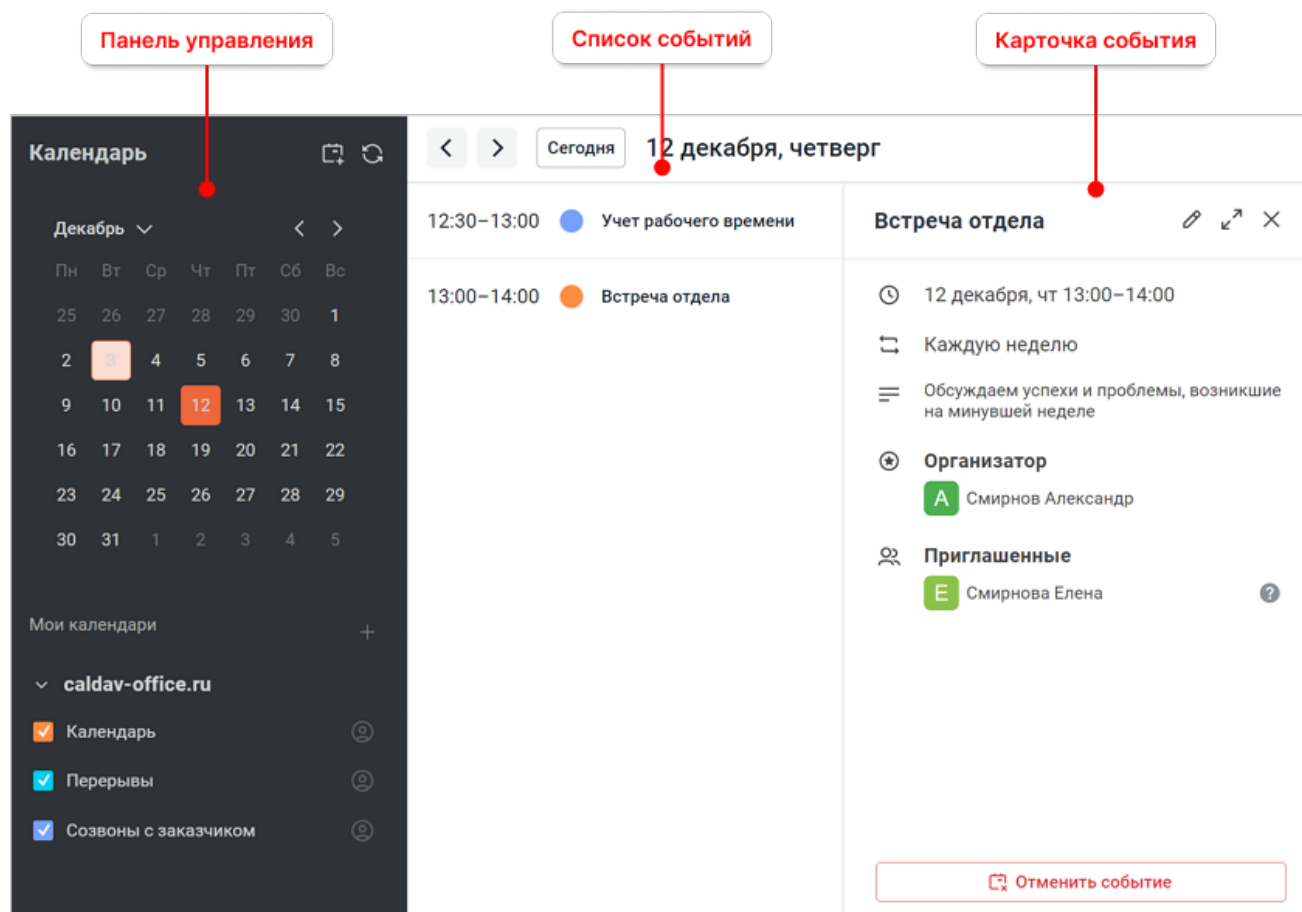 Панель управления
Список событий
Карточка события
Календарь
Сегодня
12 декабря, четверг
Декабрь
Пн Вт Ср Чт Пт Сб Вс
25 26 27 28 29 30 1
2 3 4 5 6 7 8
9 10 11 12 13 14 15
16 17 18 19 20 21 22
23 24 25 26 27 28 29
30 31 1 2 3 4 5
Мои календари
caldav-office.ru
Календарь
Перерывы
Созвоны с заказчиком
12:30–13:00 Учет рабочего времени
13:00–14:00 Встреча отдела
Встреча отдела
12 декабря, чт 13:00–14:00
Каждую неделю
Обсуждаем успехи и проблемы, возникшие
на минувшей неделе
Организатор
А Смирнов Александр
Приглашенные
Е Смирнова Елена
?
Отменить событие